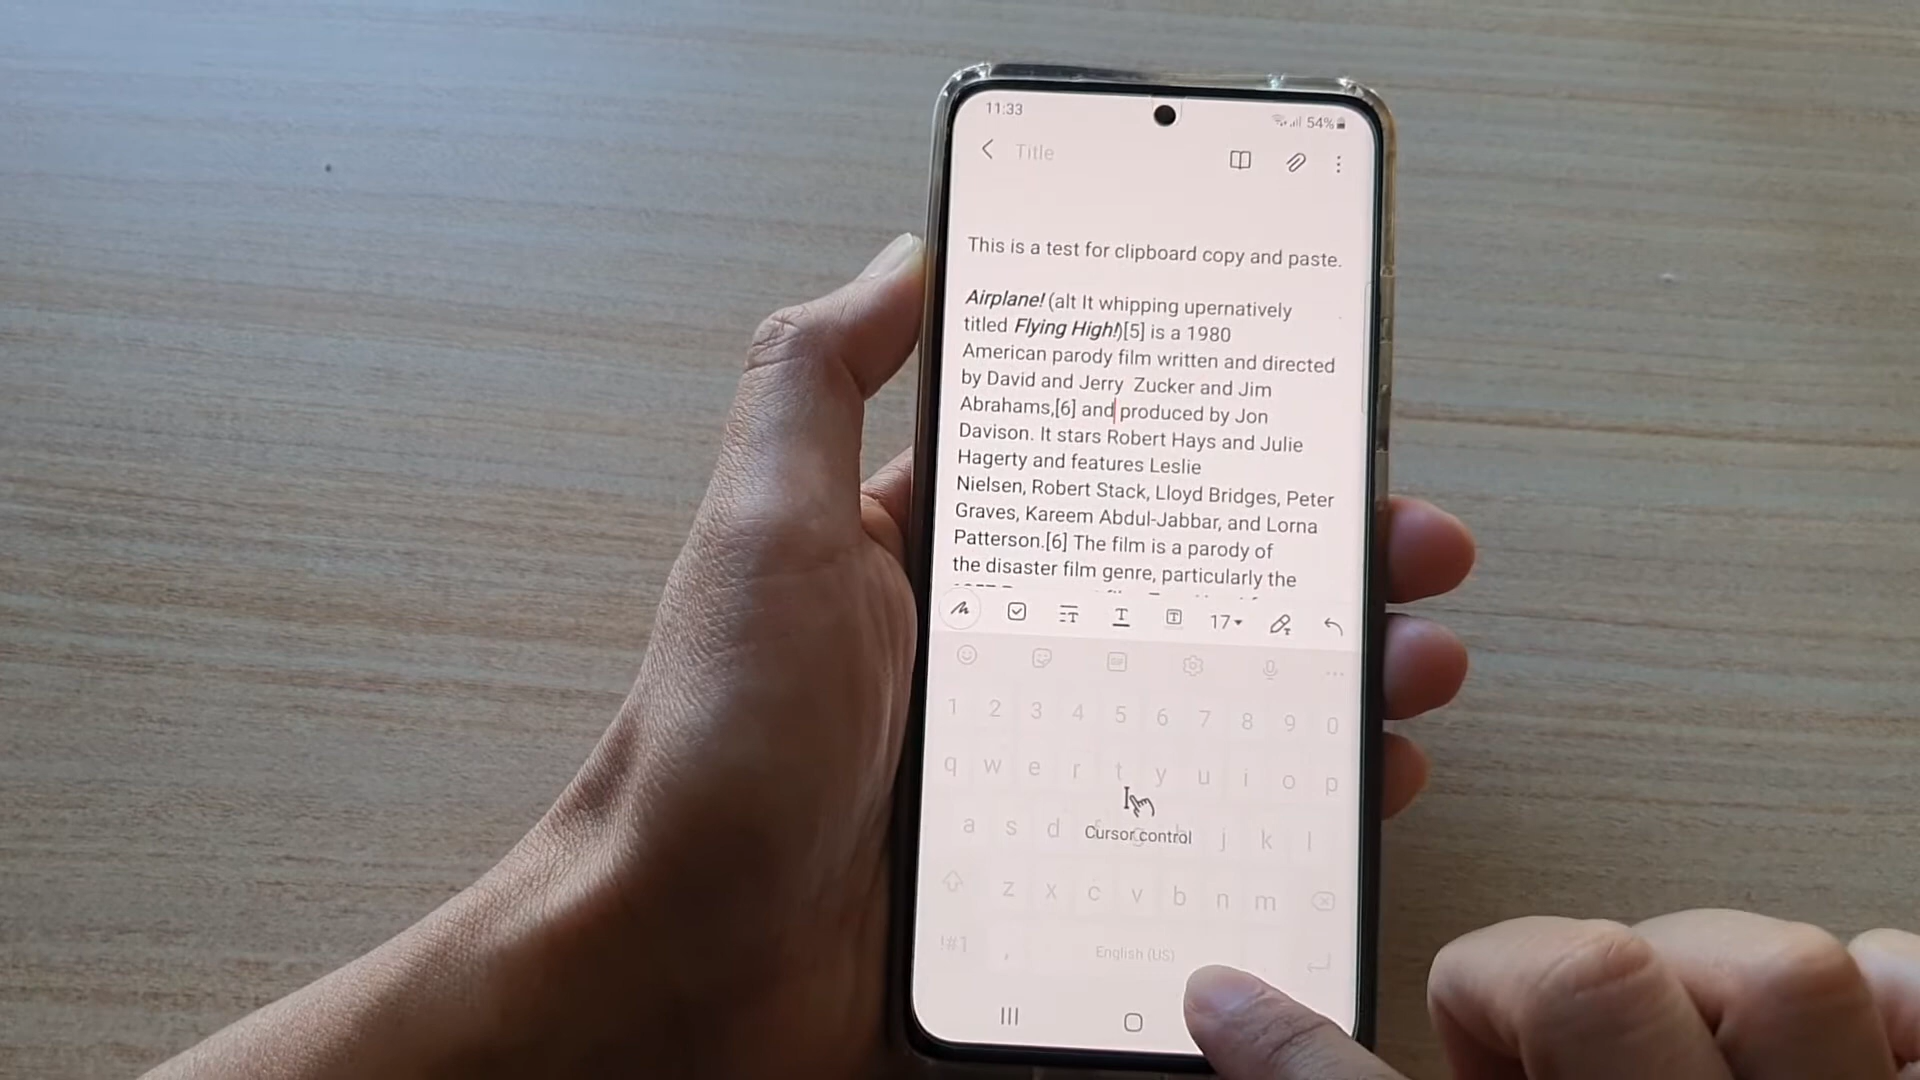 11:33
54%
Title
This is a test for clipboard copy and paste.
Airplane! (alt It whipping upernatively
titled Flying High!)[5] is a 1980
American parody film written and directed
by David and Jerry Zucker and Jim
Abrahams,[6] and produced by Jon
Davison. It stars Robert Hays and Julie
Hagerty and features Leslie
Nielsen, Robert Stack, Lloyd Bridges, Peter
Graves, Kareem Abdul-Jabbar, and Lorna
Patterson.[6] The film is a parody of
the disaster film genre, particularly the
17
GIF
1 2 3 4 5 6 7 8 9 0
q w e r t y u i o p
a s d f g h j k l
Cursor control
z x c v b n m
!#1 , English (US)